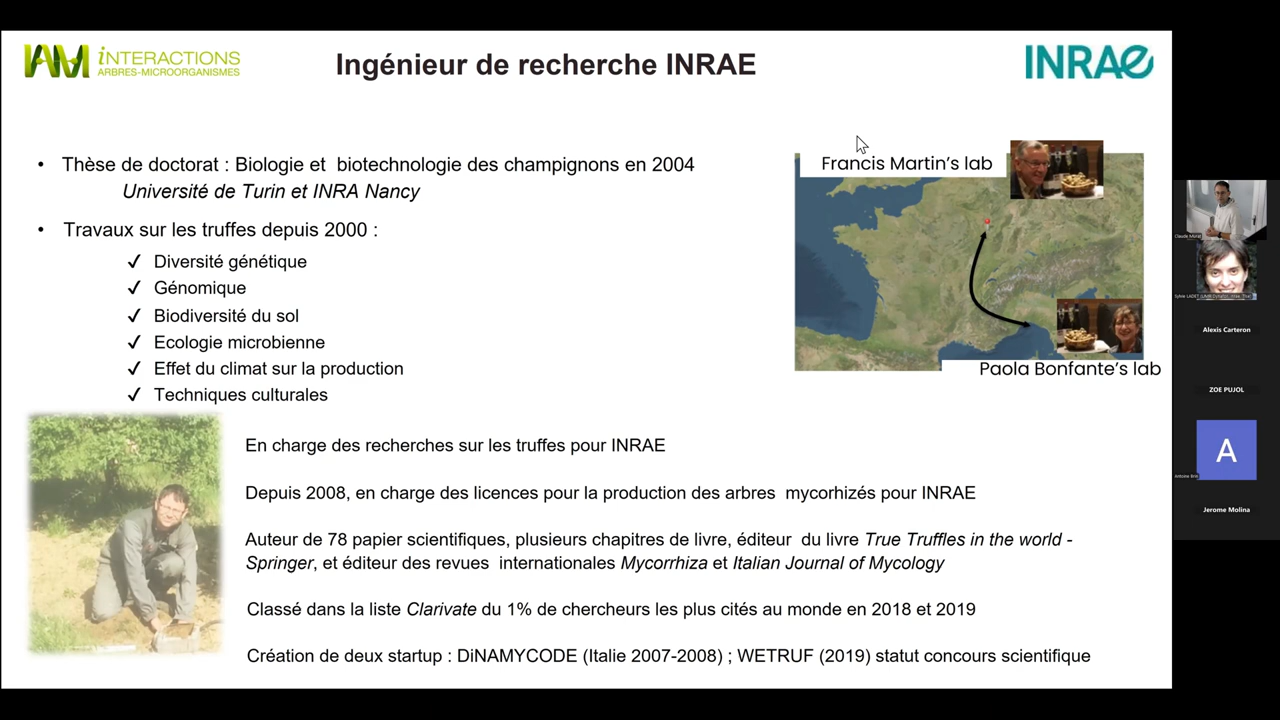 IAM iNTERACTIONS
ARBRES-MICROORGANISMES
Ingénieur de recherche INRAE
INRAE
• Thèse de doctorat : Biologie et biotechnologie des champignons en 2004
Université de Turin et INRA Nancy
• Travaux sur les truffes depuis 2000 :
✓ Diversité génétique
✓ Génomique
✓ Biodiversité du sol
✓ Ecologie microbienne
✓ Effet du climat sur la production
✓ Techniques culturales
Francis Martin's lab
Paola Bonfante's lab
En charge des recherches sur les truffes pour INRAE
Depuis 2008, en charge des licences pour la production des arbres mycorhizés pour INRAE
Auteur de 78 papier scientifiques, plusieurs chapitres de livre, éditeur du livre True Truffles in the world -
Springer, et éditeur des revues internationales Mycorrhiza et Italian Journal of Mycology
Classé dans la liste Clarivate du 1% de chercheurs les plus cités au monde en 2018 et 2019
Création de deux startup : DiNAMYCODE (Italie 2007-2008) ; WETRUF (2019) statut concours scientifique
Claude Murat
Sylvie LADET
Alexis Carteron
ZOE PUJOL
A
Antoine
Jerome Molina